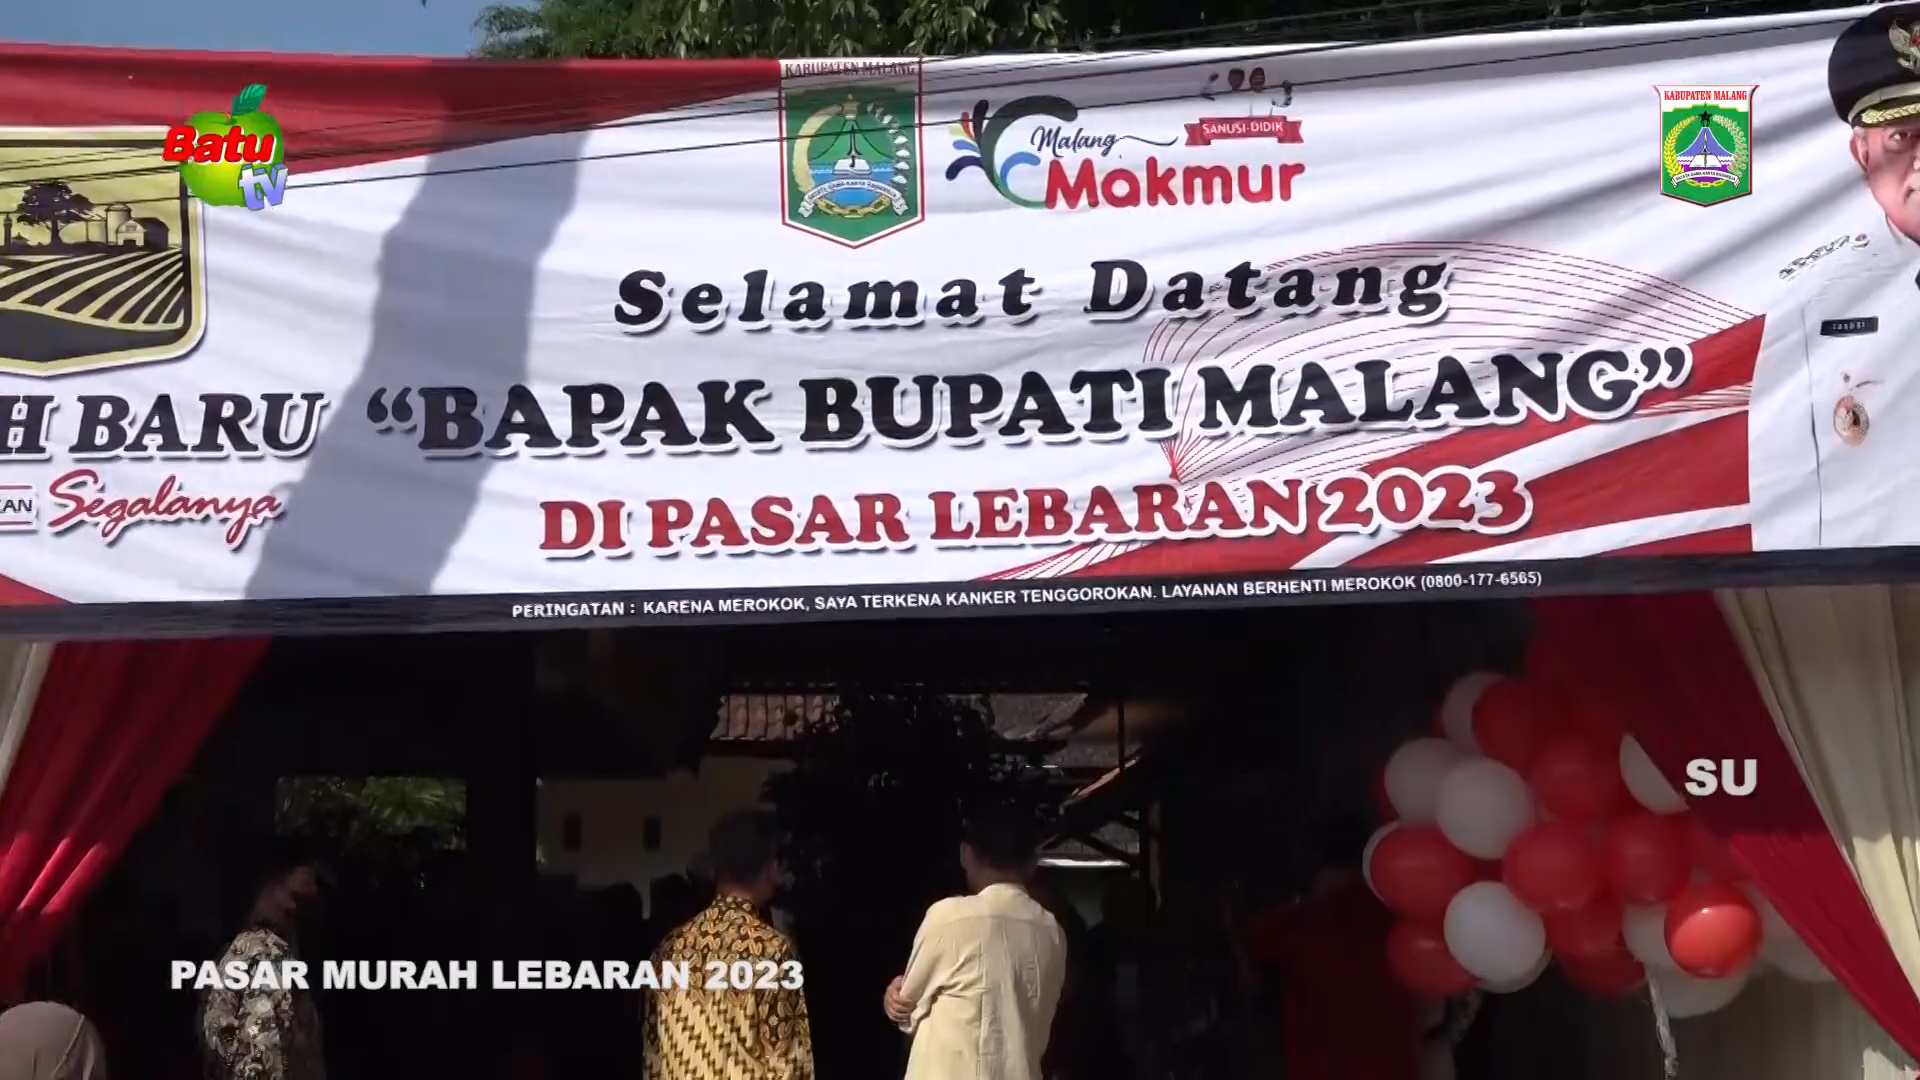 Batu
tv
KABUPATEN MALANG
Malang
Makmur
SANUSI-DIDIK
KABUPATEN MALANG
Selamat Datang
"BAPAK BUPATI MALANG"
DI PASAR LEBARAN 2023
H BARU
Segalanya
SANUSI
PERINGATAN : KARENA MEROKOK, SAYA TERKENA KANKER TENGGOROKAN. LAYANAN BERHENTI MEROKOK (0800-177-6565)
SU
PASAR MURAH LEBARAN 2023